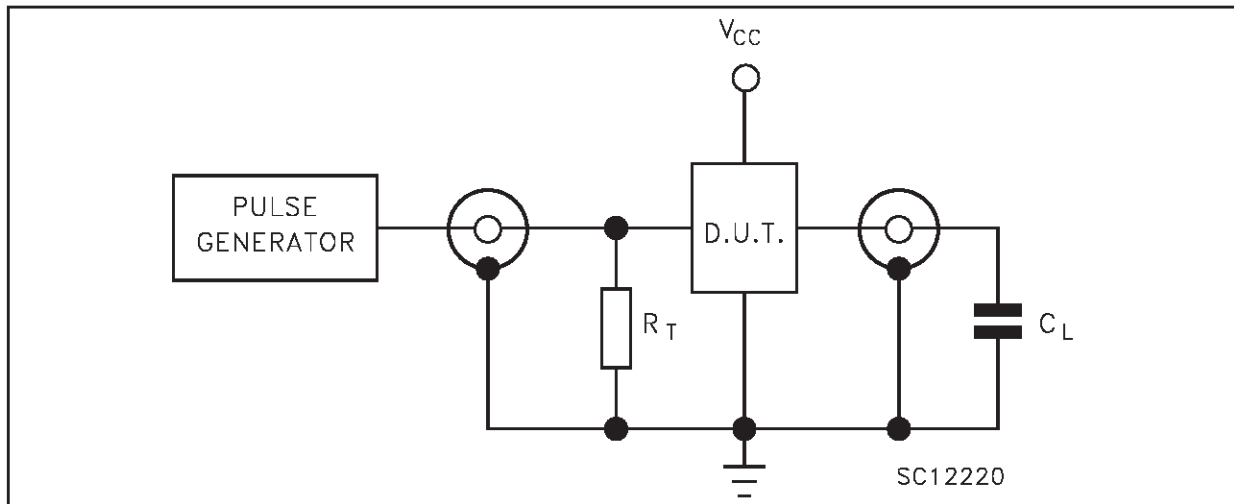 VCC
PULSE
GENERATOR
D.U.T.
RT
CL
SC12220